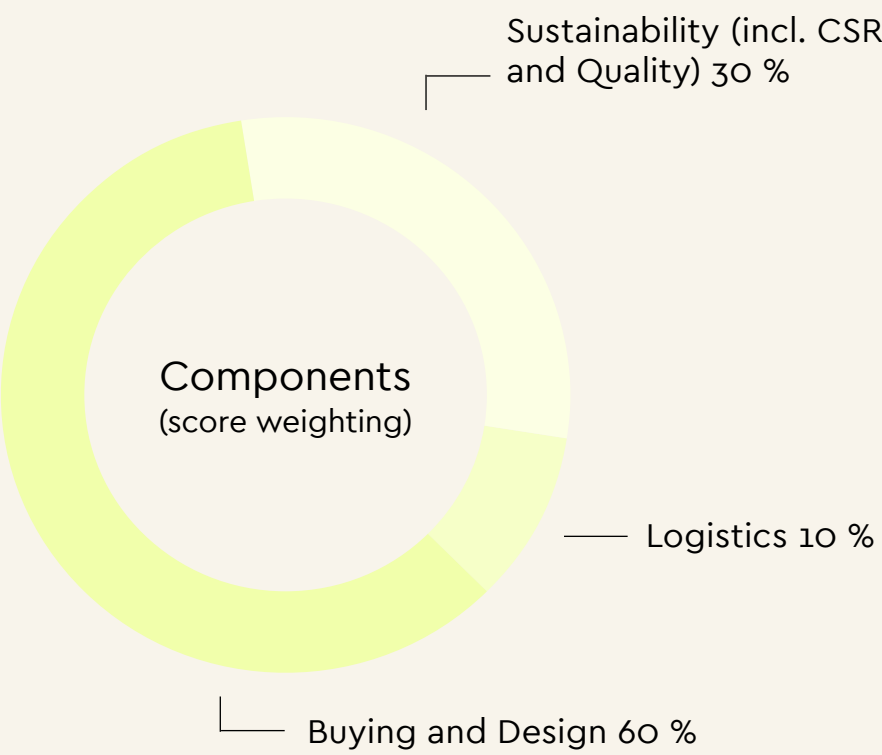 Sustainability (incl. CSR
and Quality) 30 %
Components
(score weighting)
Logistics 10 %
Buying and Design 60 %